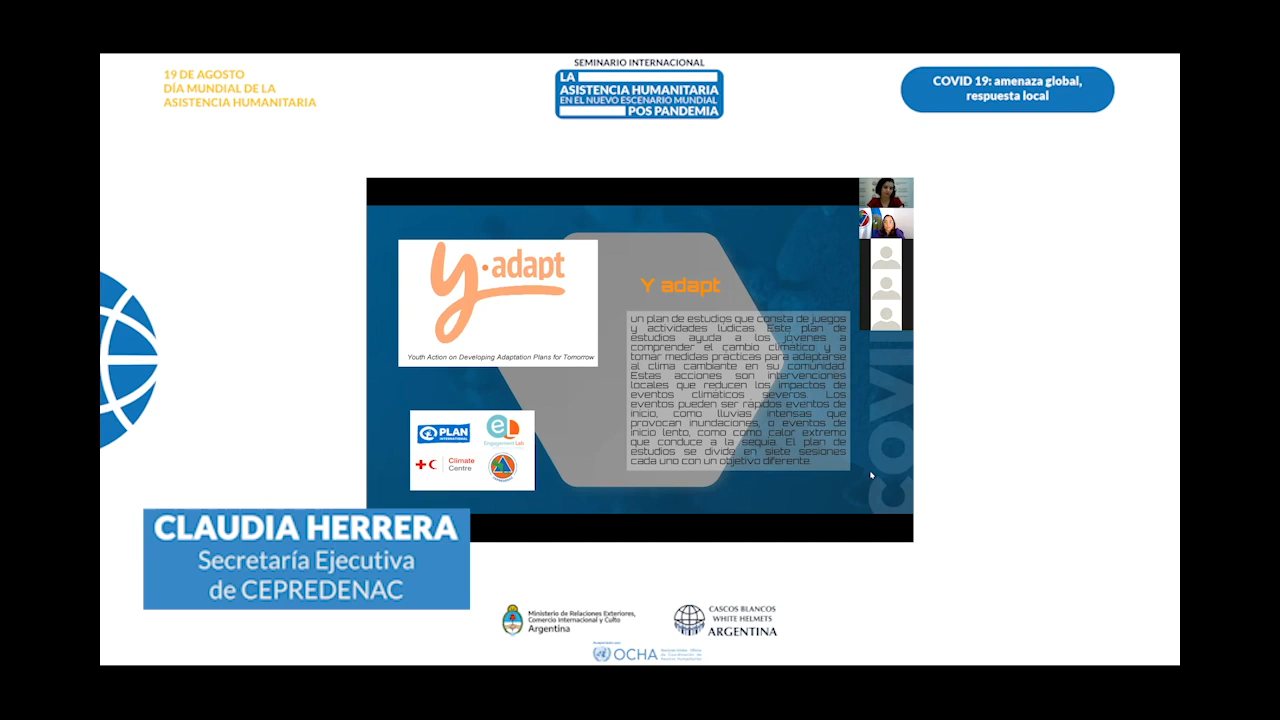 19 DE AGOSTO
DÍA MUNDIAL DE LA
ASISTENCIA HUMANITARIA
SEMINARIO INTERNACIONAL
LA
ASISTENCIA HUMANITARIA
EN EL NUEVO ESCENARIO MUNDIAL
POS PANDEMIA
COVID 19: amenaza global,
respuesta local
y·adapt
Youth Action on Developing Adaptation Plans for Tomorrow
Y adapt
un plan de estudios que consta de juegos
y actividades lúdicas. Este plan de
estudios ayuda a los jóvenes a
comprender el cambio climático y a
tomar medidas prácticas para adaptarse
al clima cambiante en su comunidad.
Estas acciones son intervenciones
locales que reducen los impactos de
eventos climáticos severos. Los
eventos pueden ser rápidos eventos de
inicio, como lluvias intensas que
provocan inundaciones, o eventos de
inicio lento, como como calor extremo
que conduce a la sequía. El plan de
estudios se divide en siete sesiones
cada uno con un objetivo diferente.
PLAN
INTERNATIONAL
eL
Engagement Lab
Climate
Centre
COVI
CLAUDIA HERRERA
Secretaría Ejecutiva
de CEPREDENAC
Ministerio de Relaciones Exteriores,
Comercio Internacional y Culto
Argentina
CASCOS BLANCOS
WHITE HELMETS
ARGENTINA
OCHA